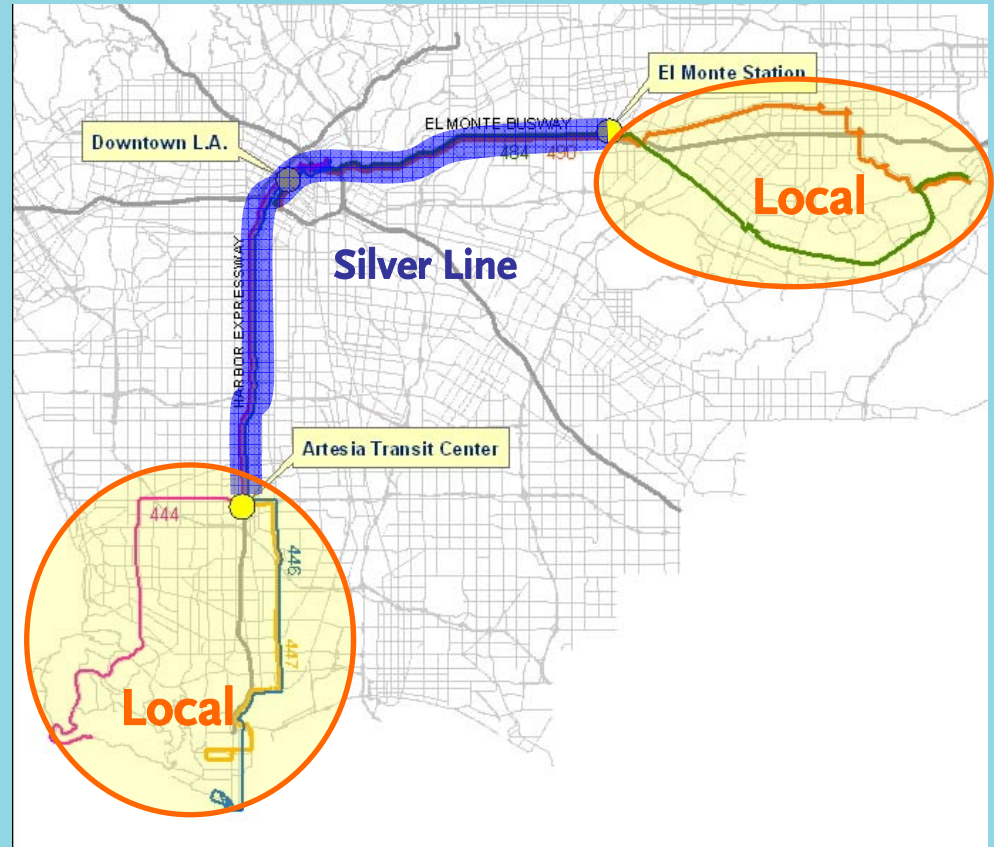 El Monte Station
EL MONTE BUSWAY
Downtown L.A.
484 490
Local
Silver Line
HARBOR EXPRESSWAY
Artesia Transit Center
444
446
447
Local